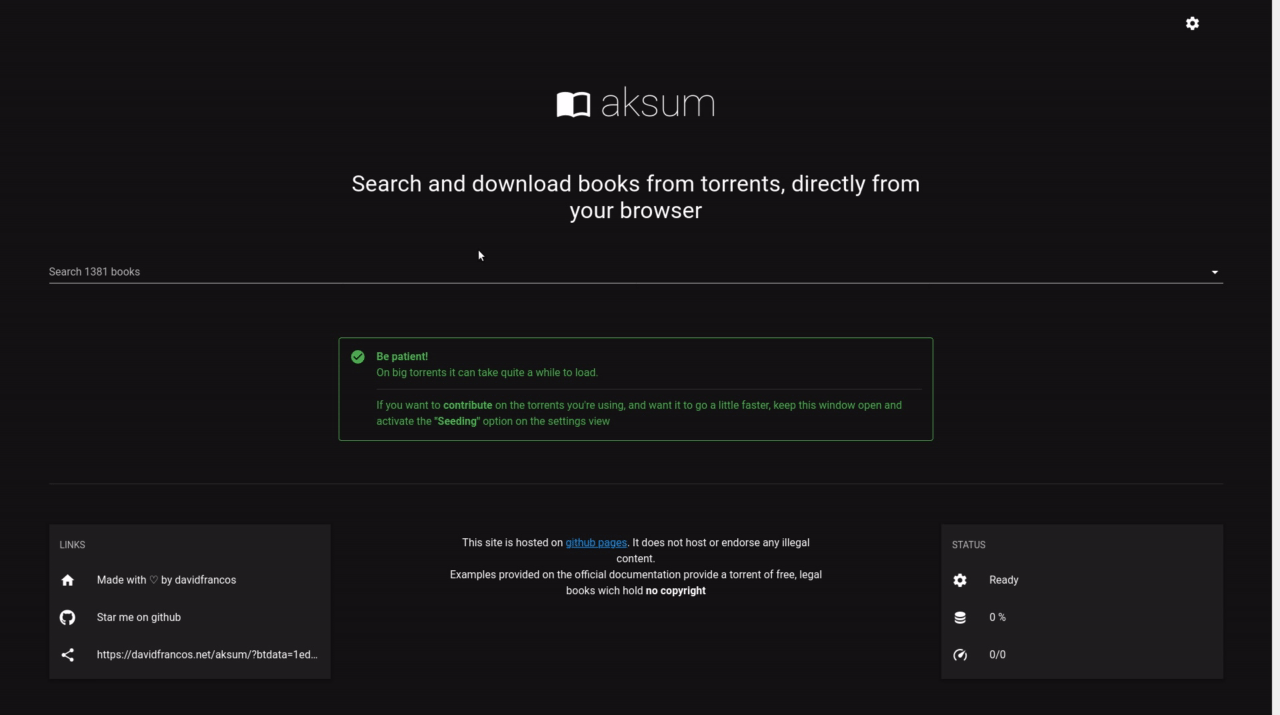 aksum
Search and download books from torrents, directly from
your browser
Search 1381 books
Be patient!
On big torrents it can take quite a while to load.
If you want to contribute on the torrents you're using, and want it to go a little faster, keep this window open and
activate the "Seeding" option on the settings view
LINKS
Made with ♡ by davidfrancos
Star me on github
https://davidfrancos.net/aksum/?btdata=1ed...
This site is hosted on github pages. It does not host or endorse any illegal
content.
Examples provided on the official documentation provide a torrent of free, legal
books wich hold no copyright
STATUS
Ready
0 %
0/0